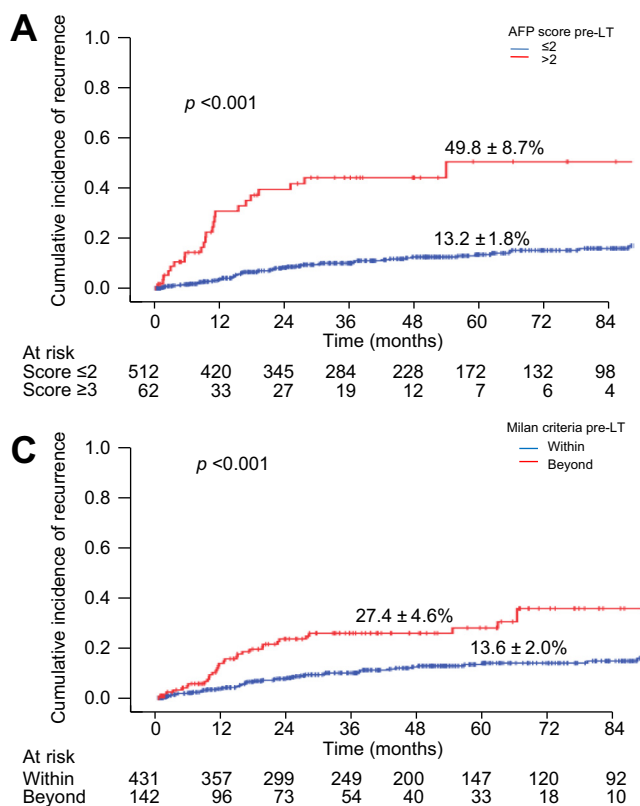 A
AFP score pre-LT
≤2
>2
p <0.001
49.8 ± 8.7%
13.2 ± 1.8%
Cumulative incidence of recurrence
1.0
0.8
0.6
0.4
0.2
0.0
0 12 24 36 48 60 72 84
Time (months)
At risk
Score ≤2 512 420 345 284 228 172 132 98
Score ≥3 62 33 27 19 12 7 6 4
C
Milan criteria pre-LT
Within
Beyond
p <0.001
27.4 ± 4.6%
13.6 ± 2.0%
Cumulative incidence of recurrence
1.0
0.8
0.6
0.4
0.2
0.0
0 12 24 36 48 60 72 84
Time (months)
At risk
Within 431 357 299 249 200 147 120 92
Beyond 142 96 73 54 40 33 18 10